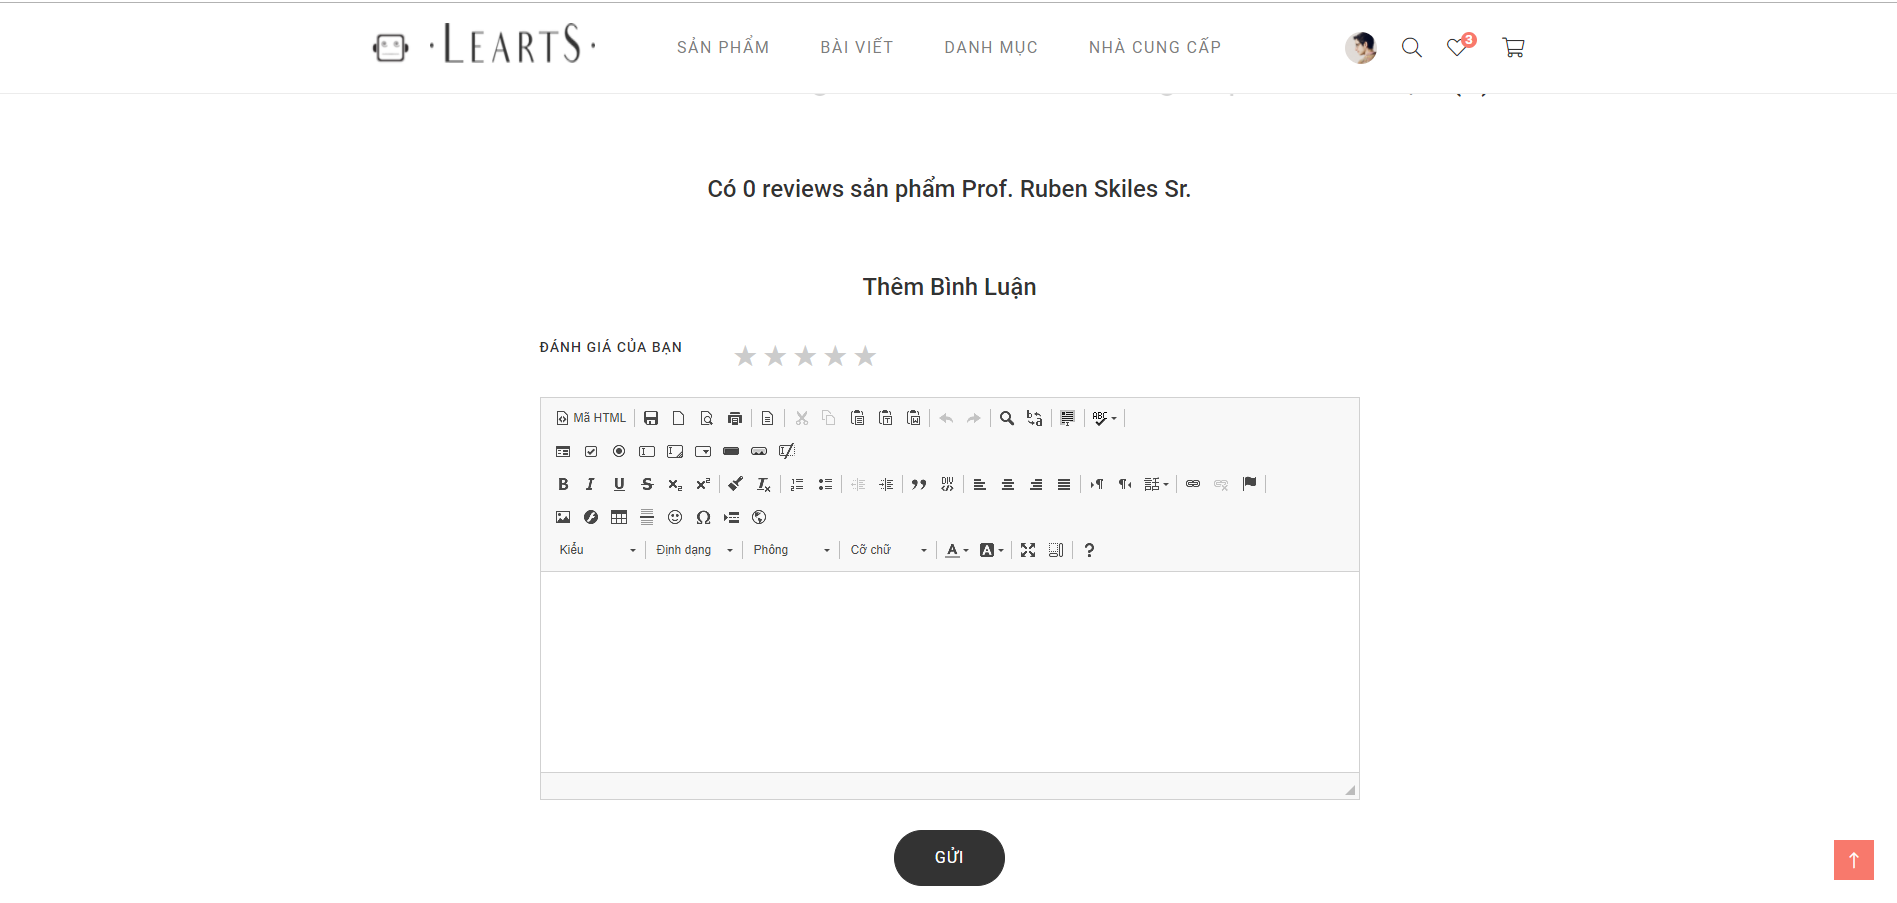 ·LEARTS·
SẢN PHẨM BÀI VIẾT DANH MỤC NHÀ CUNG CẤP
3
Có 0 reviews sản phẩm Prof. Ruben Skiles Sr.
Thêm Bình Luận
ĐÁNH GIÁ CỦA BẠN
Mã HTML
Kiểu Định dạng Phông Cỡ chữ
GỬI